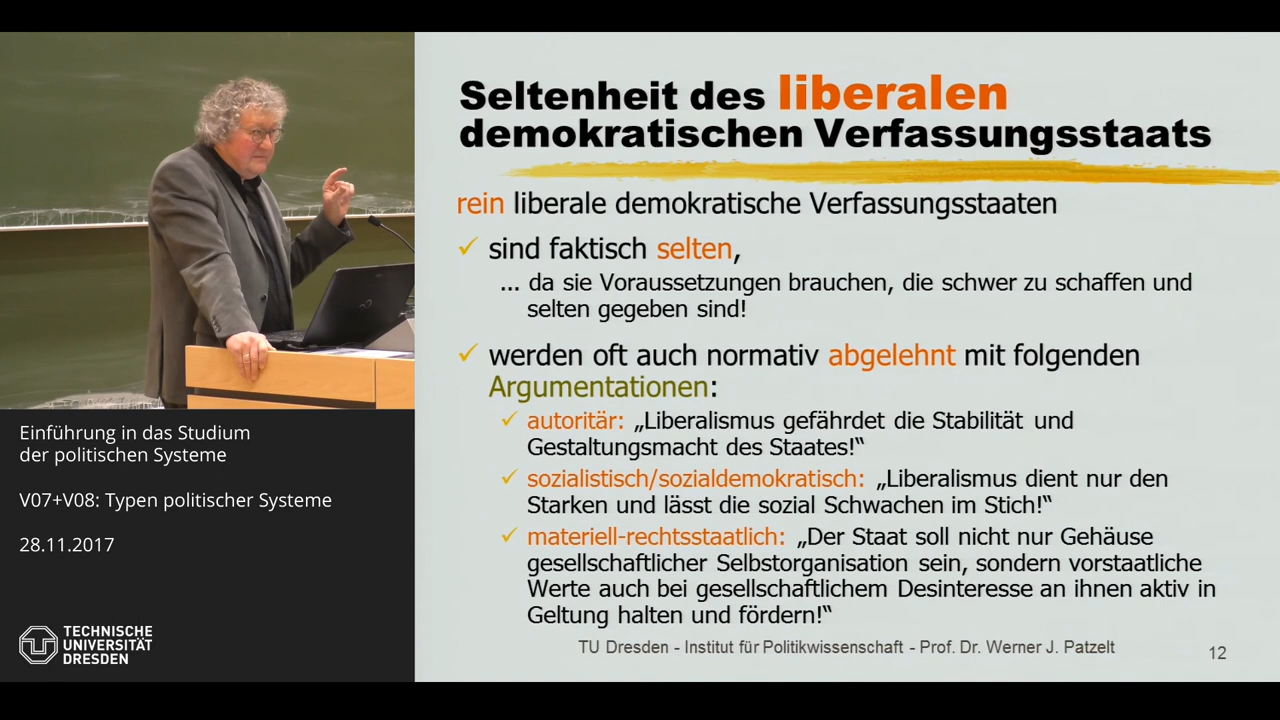 Seltenheit des liberalen
demokratischen Verfassungsstaats
rein liberale demokratische Verfassungsstaaten
✓ sind faktisch selten,
... da sie Voraussetzungen brauchen, die schwer zu schaffen und
selten gegeben sind!
✓ werden oft auch normativ abgelehnt mit folgenden
Argumentationen:
✓ autoritär: „Liberalismus gefährdet die Stabilität und
Gestaltungsmacht des Staates!“
✓ sozialistisch/sozialdemokratisch: „Liberalismus dient nur den
Starken und lässt die sozial Schwachen im Stich!“
✓ materiell-rechtsstaatlich: „Der Staat soll nicht nur Gehäuse
gesellschaftlicher Selbstorganisation sein, sondern vorstaatliche
Werte auch bei gesellschaftlichem Desinteresse an ihnen aktiv in
Geltung halten und fördern!“
TU Dresden - Institut für Politikwissenschaft - Prof. Dr. Werner J. Patzelt
12
Einführung in das Studium
der politischen Systeme
V07+V08: Typen politischer Systeme
28.11.2017
TECHNISCHE
UNIVERSITÄT
DRESDEN